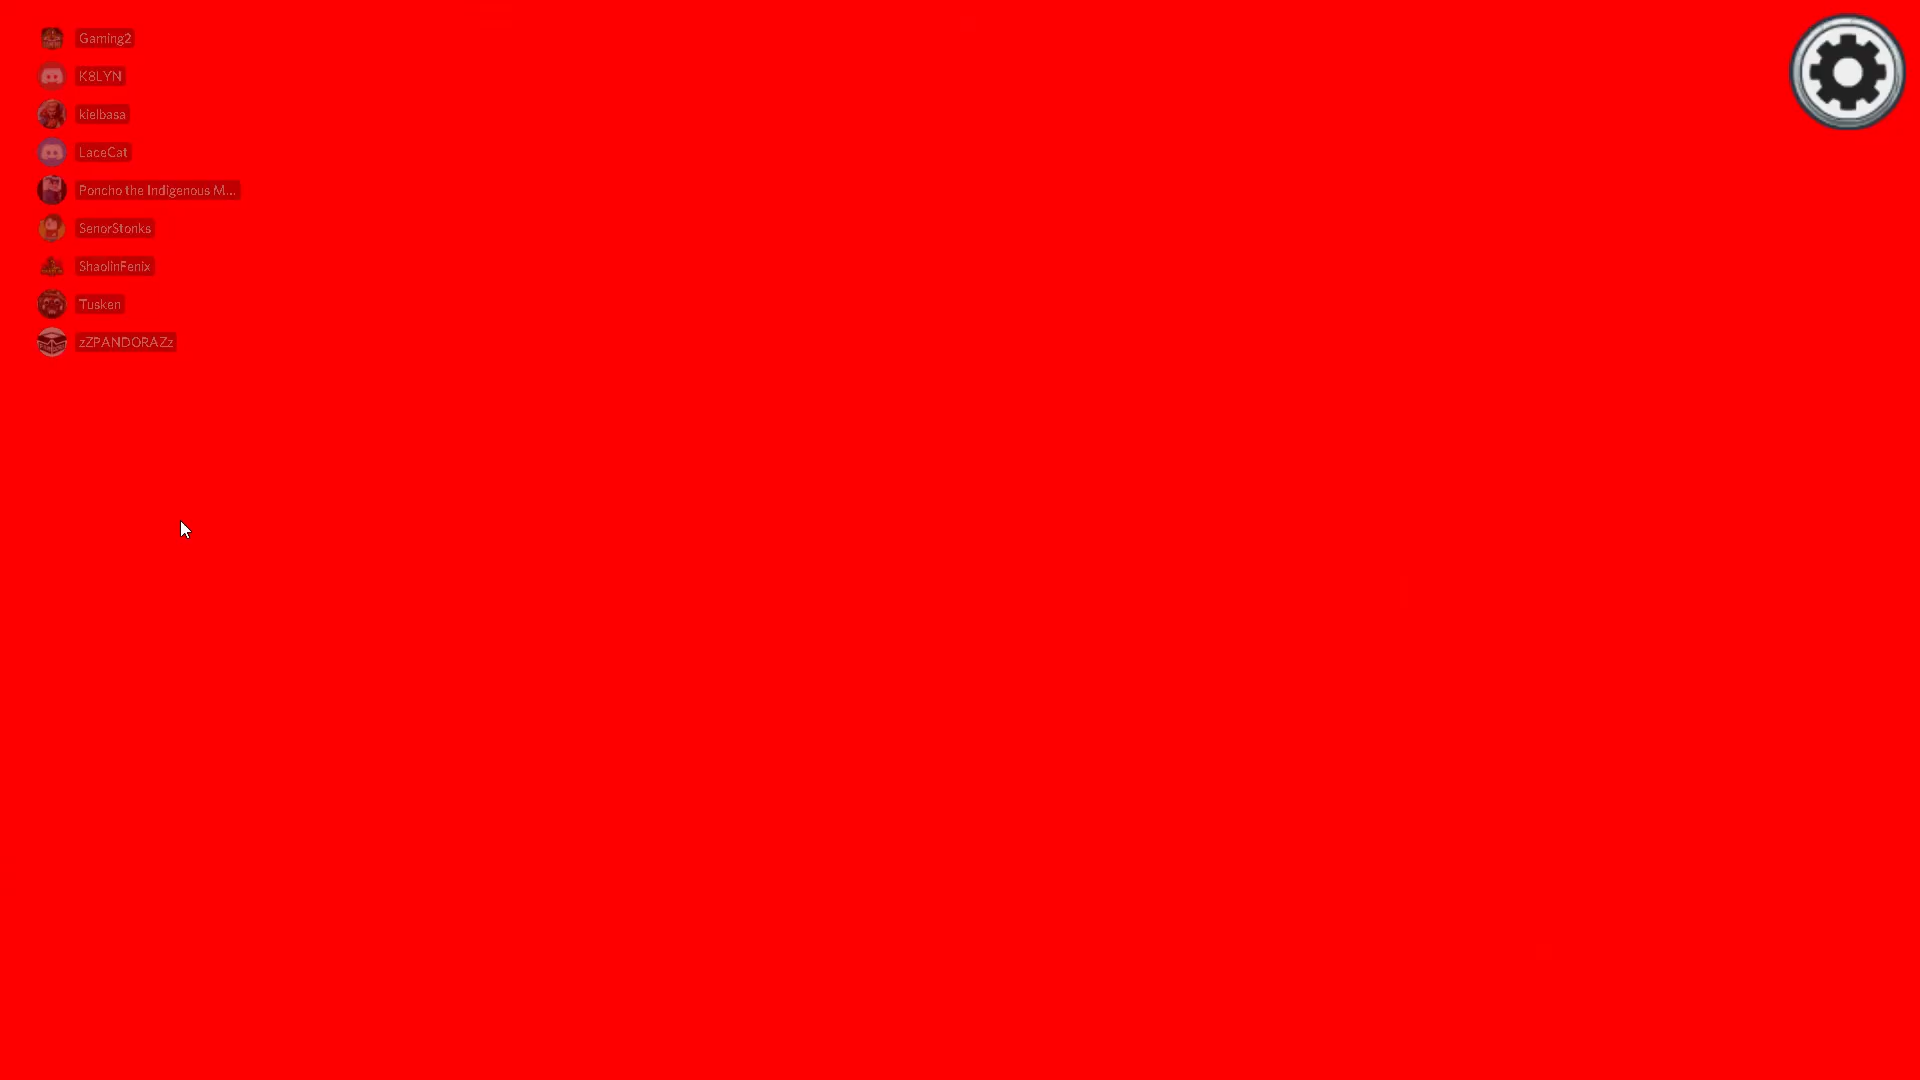 Gaming2
K8LYN
kielbasa
LaceCat
Poncho the Indigenous M...
SenorStonks
ShaolinFenix
Tusken
zZPANDORAZz